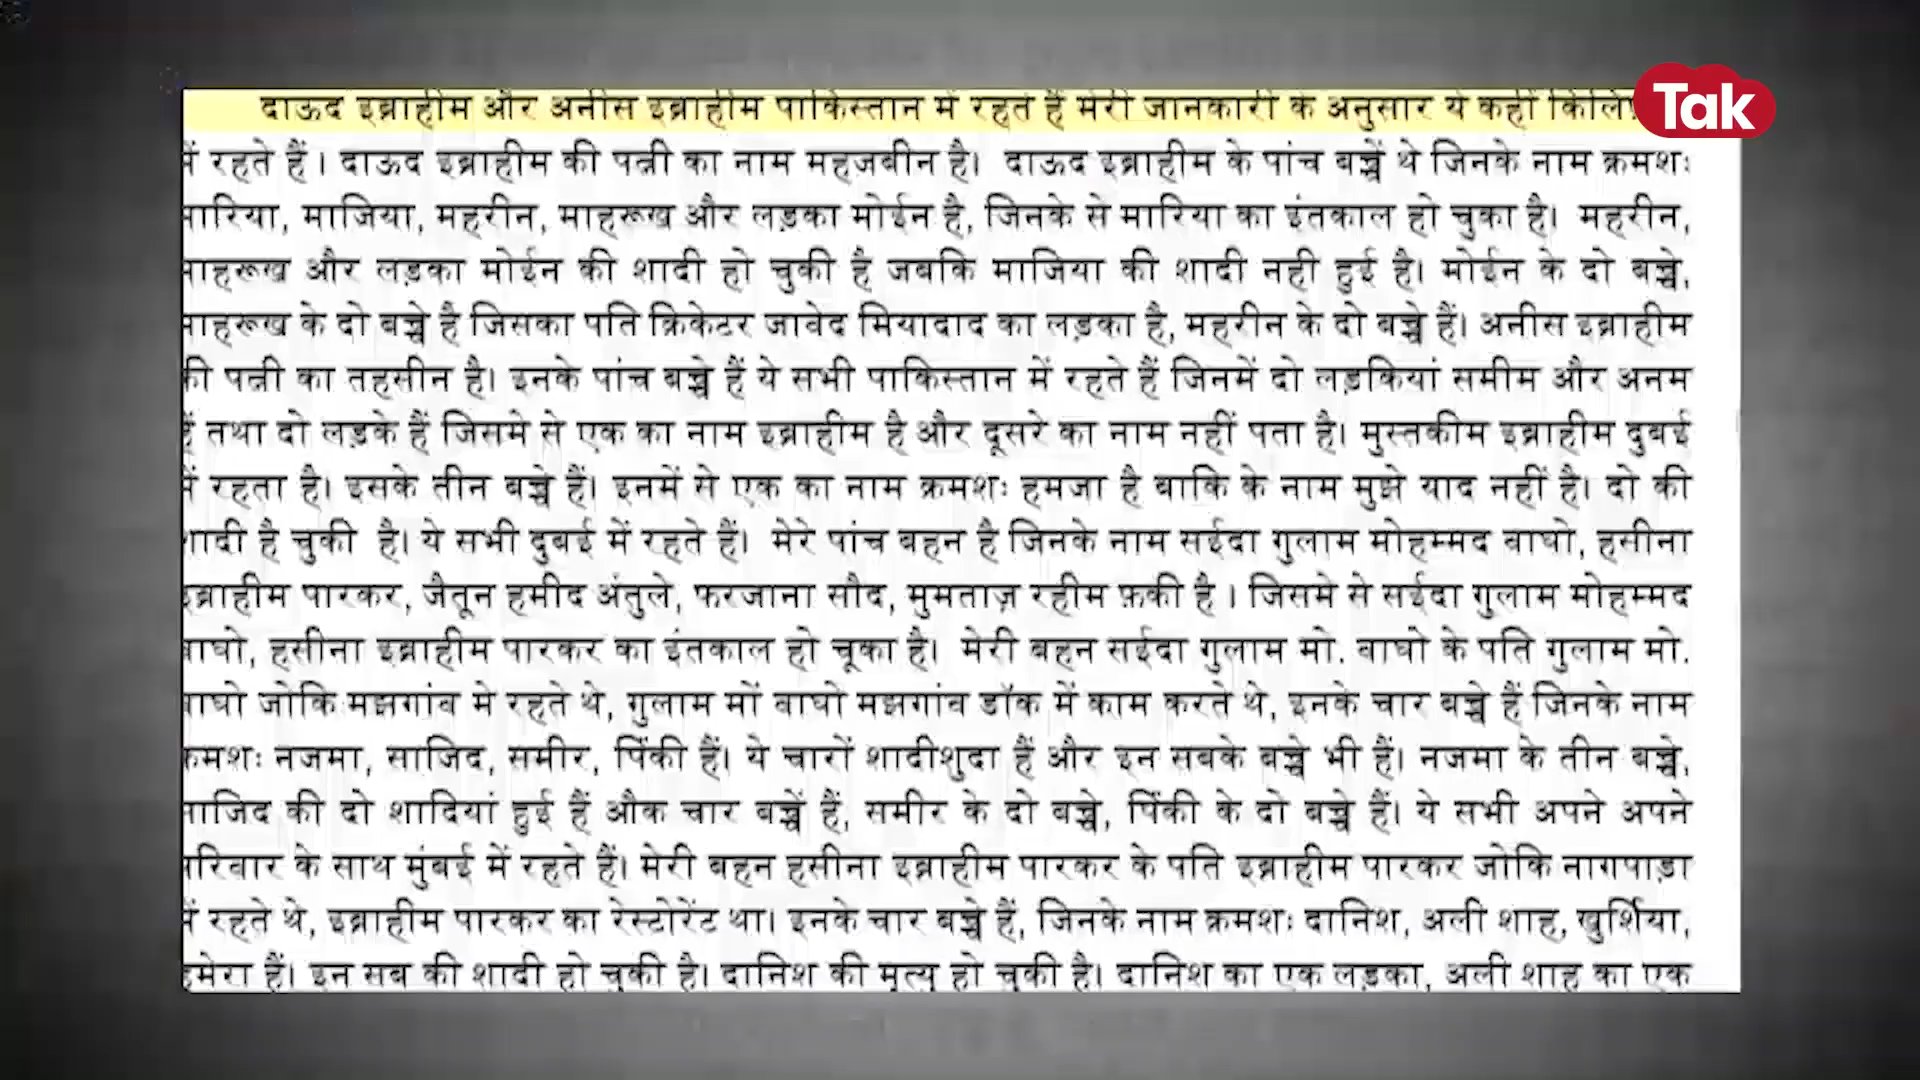 दाऊद इब्राहीम और अनीस इब्राहीम पाकिस्तान में रहते हैं मेरी जानकारी के अनुसार ये कहीं
Tak
में रहते हैं। दाऊद इब्राहीम की पत्नी का नाम महजबीन है। दाऊद इब्राहीम के पांच बच्चें थे जिनके नाम क्रमशः
मारिया, माजिया, महरीन, माहरूख और लड़का मोईन है, जिनके से मारिया का इंतकाल हो चुका है। महरीन,
माहरूख और लड़का मोईन की शादी हो चुकी है जबकि माजिया की शादी नही हुई है। मोईन के दो बच्चे,
माहरूख के दो बच्चे है जिसका पति क्रिकेटर जावेद मियादाद का लड़का है, महरीन के दो बच्चे हैं। अनीस इब्राहीम
की पत्नी का तहसीन है। इनके पांच बच्चे हैं ये सभी पाकिस्तान में रहते हैं जिनमें दो लड़कियां समीम और अनम
हैं तथा दो लड़के हैं जिसमे से एक का नाम इब्राहीम है और दूसरे का नाम नहीं पता है। मुस्तकीम इब्राहीम दुबई
में रहता है। इसके तीन बच्चे हैं। इनमें से एक का नाम क्रमशः हमजा है बाकि के नाम मुझे याद नहीं है। दो की
शादी है चुकी है। ये सभी दुबई में रहते हैं। मेरे पांच बहन है जिनके नाम सईदा गुलाम मोहम्मद वाघो, हसीना
इब्राहीम पारकर, जैतून हमीद अंतुले, फरजाना सौद, मुमताज़ रहीम फ़की है । जिसमे से सईदा गुलाम मोहम्मद
वाघो, हसीना इब्राहीम पारकर का इंतकाल हो चूका है। मेरी बहन सईदा गुलाम मो. वाघो के पति गुलाम मो.
वाघो जोकि मझगांव मे रहते थे, गुलाम मों वाघो मझगांव डॉक में काम करते थे, इनके चार बच्चे हैं जिनके नाम
क्रमशः नजमा, साजिद, समीर, पिंकी हैं। ये चारों शादीशुदा हैं और इन सबके बच्चे भी हैं। नजमा के तीन बच्चे,
साजिद की दो शादियां हुई हैं औक चार बच्चें हैं, समीर के दो बच्चे, पिंकी के दो बच्चे हैं। ये सभी अपने अपने
परिवार के साथ मुंबई में रहते हैं। मेरी बहन हसीना इब्राहीम पारकर के पति इब्राहीम पारकर जोकि नागपाड़ा
में रहते थे, इब्राहीम पारकर का रेस्टोरेंट था। इनके चार बच्चे हैं, जिनके नाम क्रमशः दानिश, अली शाह, खुर्शिया,
हैं। इन सब की शादी हो चुकी है। दानिश की मृत्यु हो चुकी है। दानिश का एक लड़का, अली शाह का एक